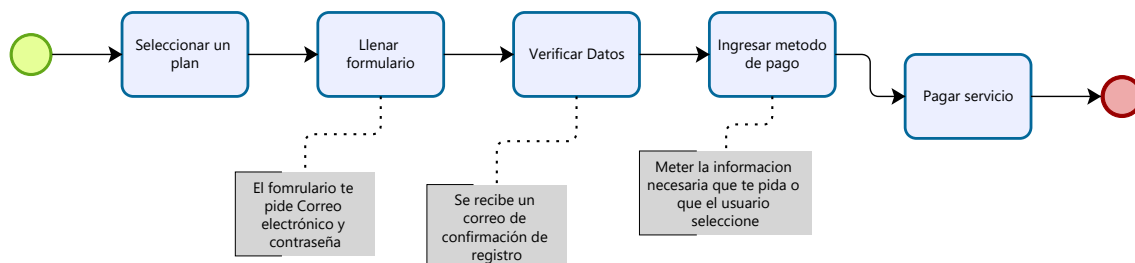 Seleccionar un
plan
Llenar
formulario
Verificar Datos
Ingresar metodo
de pago
Pagar servicio
El fomrulario te
pide Correo
electrónico y
contraseña
Se recibe un
correo de
confirmación de
registro
Meter la informacion
necesaria que te pida o
que el usuario
seleccione